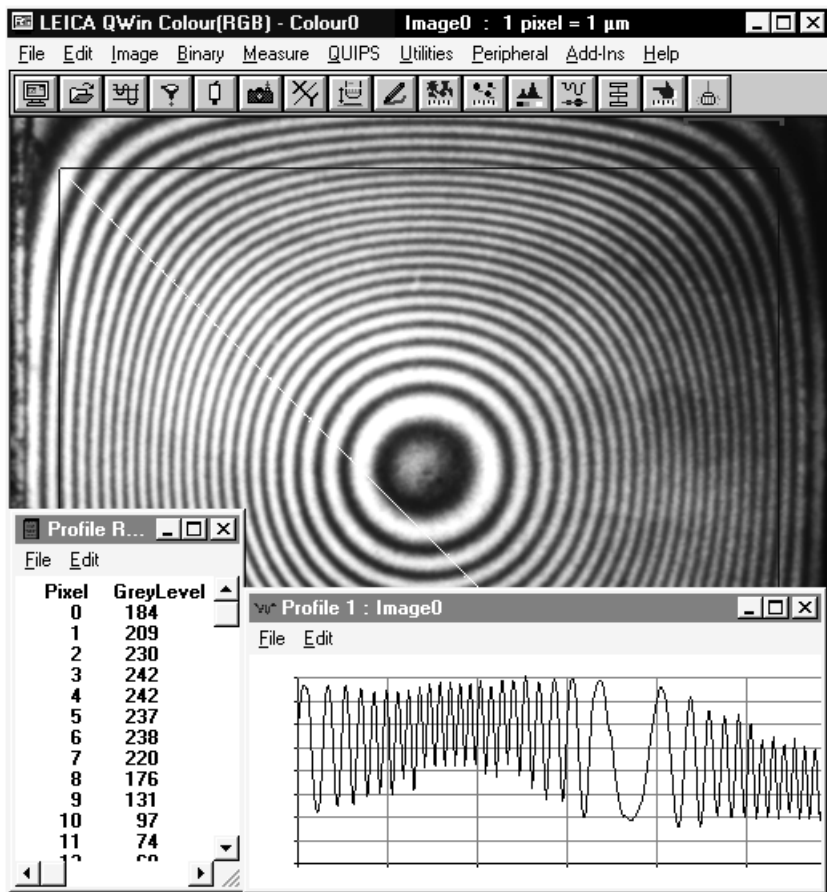 LEICA QWin Colour(RGB) - Colour0 Image0 : 1 pixel = 1 µm
File Edit Image Binary Measure QUIPS Utilities Peripheral Add-Ins Help
Profile R...
File Edit
Pixel GreyLevel
0 184
1 209
2 230
3 242
4 242
5 237
6 238
7 220
8 176
9 131
10 97
11 74
Profile 1 : Image0
File Edit